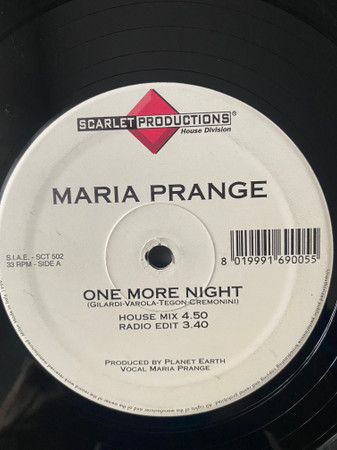 SCARLET PRODUCTIONS®
House Division
MARIA PRANGE
S.I.A.E. - SCT 502
33 RPM - SIDE A
8 019991 690055
ONE MORE NIGHT
(GILARDI-VAROLA-TEGON-CREMONINI)
HOUSE MIX 4.50
RADIO EDIT 3.40
PRODUCED BY PLANET EARTH
VOCAL MARIA PRANGE